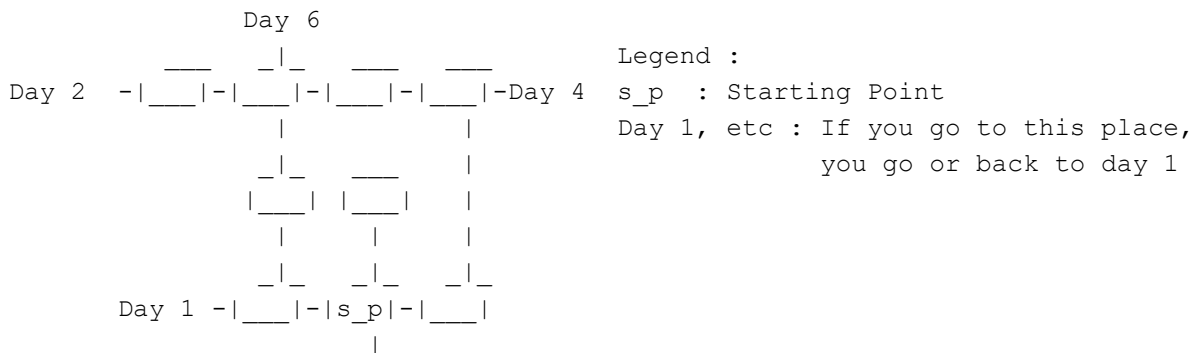 Day 6
Legend :
Day 2 Day 4 s_p : Starting Point
Day 1, etc : If you go to this place,
you go or back to day 1
Day 1 s_p